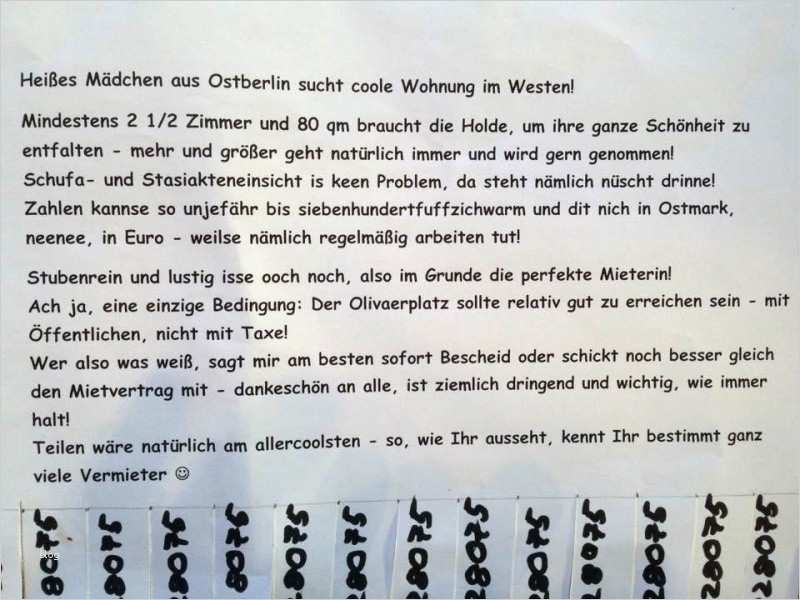 Heißes Mädchen aus Ostberlin sucht coole Wohnung im Westen!
Mindestens 2 1/2 Zimmer und 80 qm braucht die Holde, um ihre ganze Schönheit zu
entfalten - mehr und größer geht natürlich immer und wird gern genommen!
Schufa- und Stasiakteneinsicht is keen Problem, da steht nämlich nüscht drinne!
Zahlen kannse so unjefähr bis siebenhundertfuffzichwarm und dit nich in Ostmark,
neenee, in Euro - weilse nämlich regelmäßig arbeiten tut!
Stubenrein und lustig isse ooch noch, also im Grunde die perfekte Mieterin!
Ach ja, eine einzige Bedingung: Der Olivaerplatz sollte relativ gut zu erreichen sein - mit
Öffentlichen, nicht mit Taxe!
Wer also was weiß, sagt mir am besten sofort Bescheid oder schickt noch besser gleich
den Mietvertrag mit - dankeschön an alle, ist ziemlich dringend und wichtig, wie immer
halt!
Teilen wäre natürlich am allercoolsten - so, wie Ihr ausseht, kennt Ihr bestimmt ganz
viele Vermieter ☺